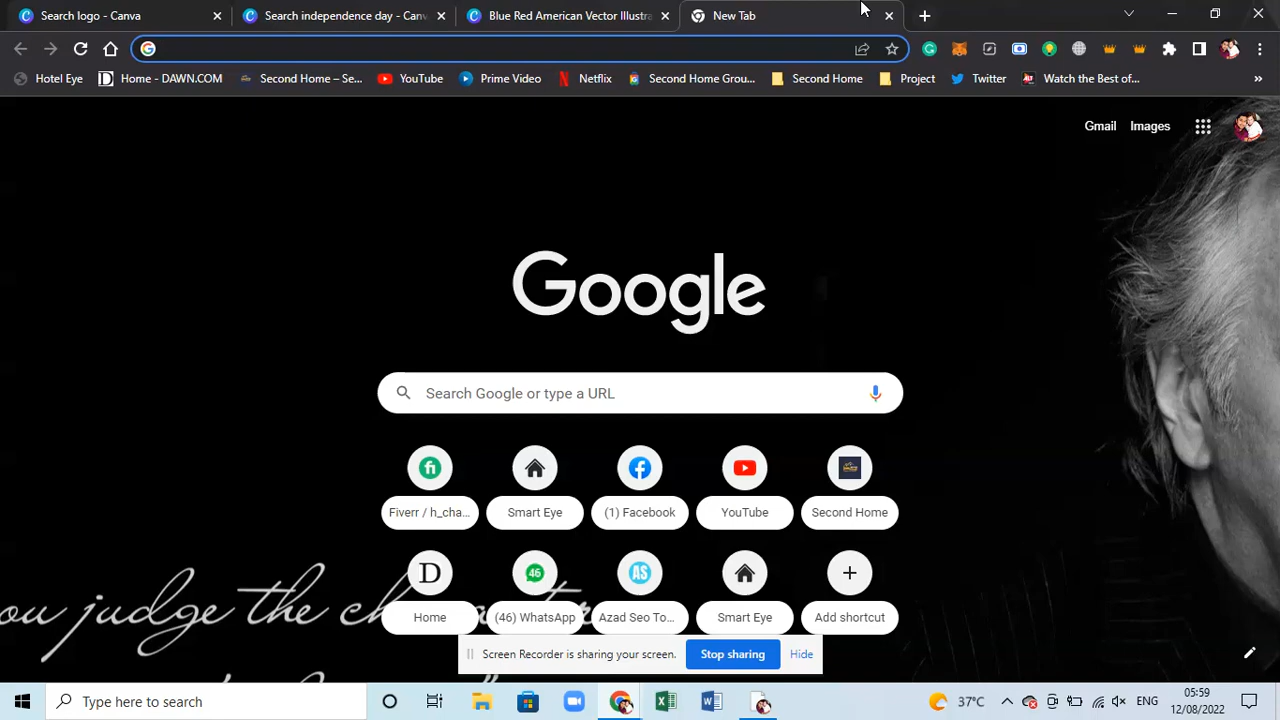 Search logo - Canva
Search independence day - Canv
Blue Red American Vector Illustra
New Tab
Hotel Eye
D Home - DAWN.COM
Second Home – Se...
YouTube
Prime Video
Netflix
Second Home Grou...
Second Home
Project
Twitter
Watch the Best of...
»
Gmail
Images
Google
Search Google or type a URL
Fiverr / h_cha...
Smart Eye
(1) Facebook
YouTube
Second Home
D
46
AS
Home
(46) WhatsApp
Azad Seo To...
Smart Eye
Add shortcut
ou judge the ch
Screen Recorder is sharing your screen.
Stop sharing
Hide
Type here to search
37°C
ENG
05:59
12/08/2022